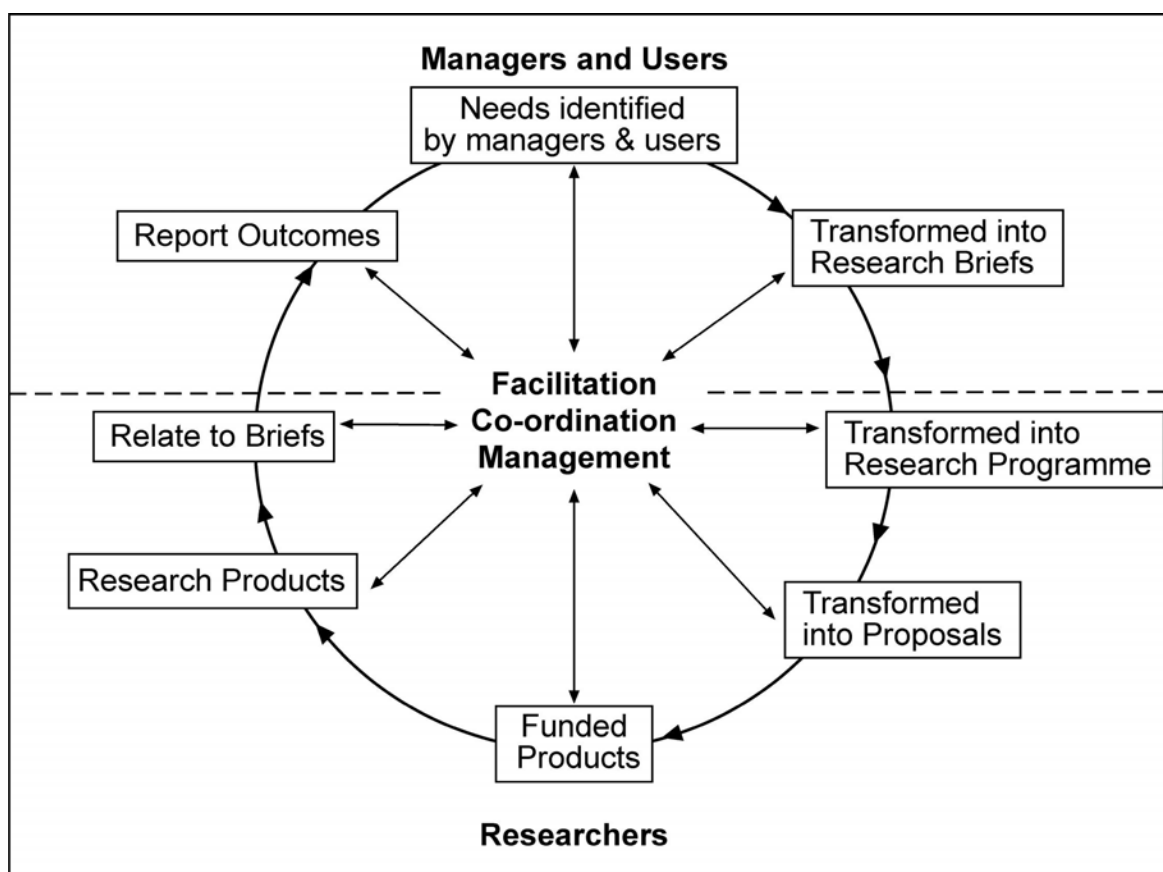 Managers and Users
Needs identified
by managers & users
Report Outcomes
Transformed into
Research Briefs
Facilitation
Co-ordination
Management
Relate to Briefs
Transformed into
Research Programme
Research Products
Transformed
into Proposals
Funded
Products
Researchers